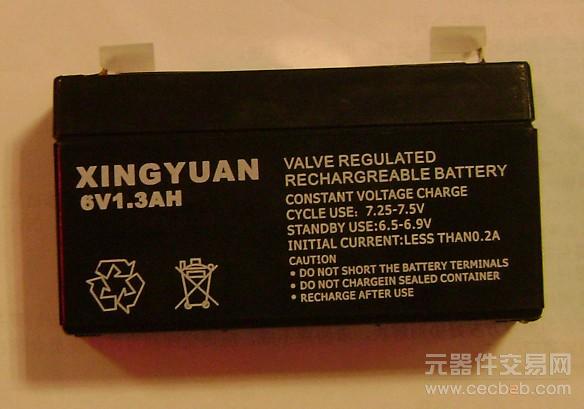 XINGYUAN
6V1.3AH
VALVE REGULATED
RECHARGREABLE BATTERY
CONSTANT VOLTAGE CHARGE
CYCLE USE: 7.25-7.5V
STANDBY USE:6.5-6.9V
INITIAL CURRENT:LESS THAN0.2A
CAUTION
• DO NOT SHORT THE BATTERY TERMINALS
• DO NOT CHARGEIN SEALED CONTAINER
• RECHARGE AFTER USE
元器件交易网
www.cecbeb.com